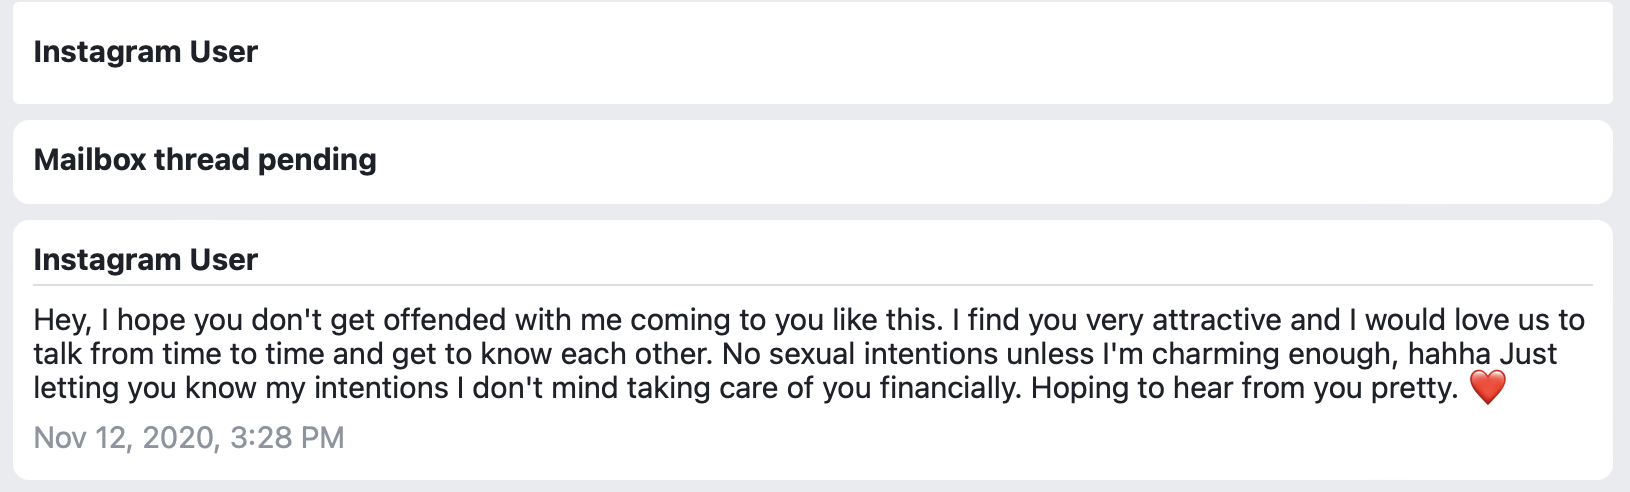 Instagram User
Mailbox thread pending
Instagram User
Hey, I hope you don't get offended with me coming to you like this. I find you very attractive and I would love us to
talk from time to time and get to know each other. No sexual intentions unless I'm charming enough, hahha Just
letting you know my intentions I don't mind taking care of you financially. Hoping to hear from you pretty. ❤️
Nov 12, 2020, 3:28 PM